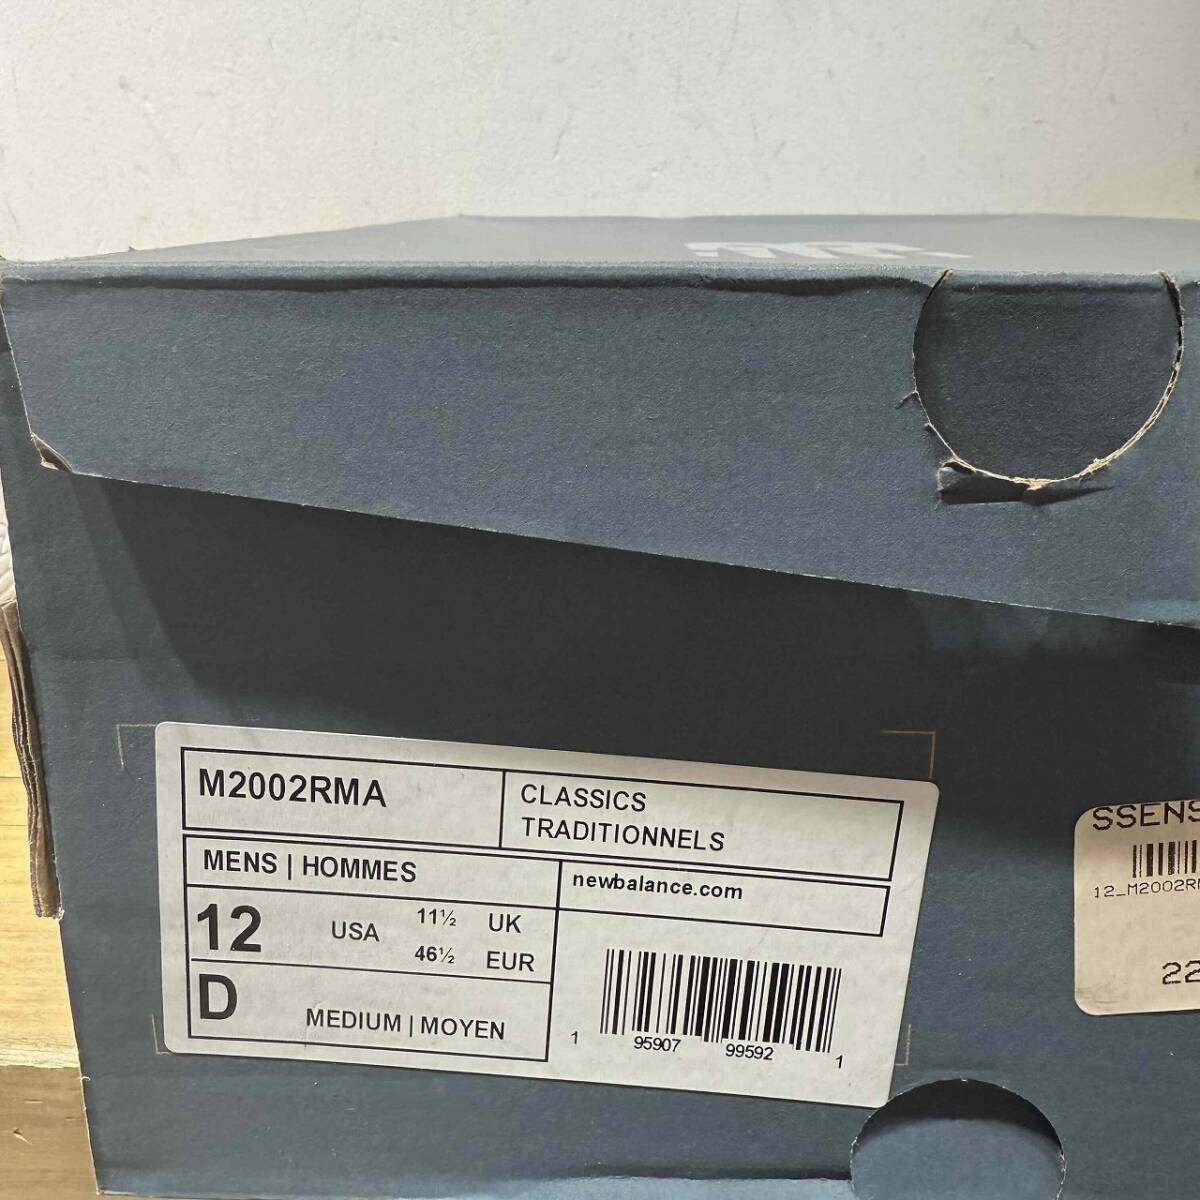 M2002RMA
CLASSICS
TRADITIONNELS
MENS | HOMMES
newbalance.com
12 USA 11½ UK
46½ EUR
D MEDIUM | MOYEN
1 95907 99592 1
SSENS
12_M2002R
22